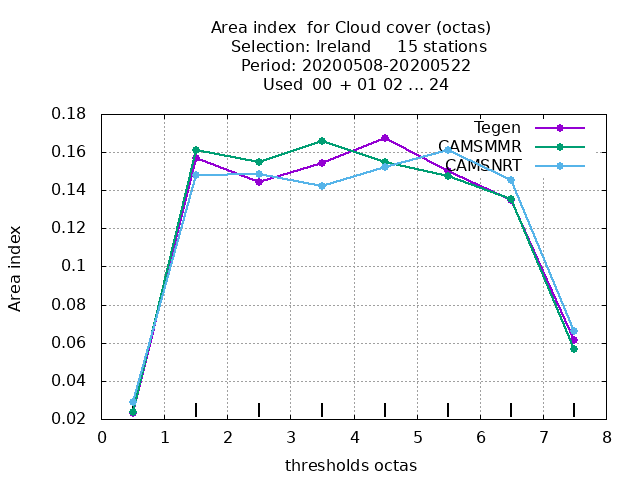 Area index  for Cloud cover (octas)
Selection: Ireland     15 stations
Period: 20200508-20200522
Used  00 + 01 02 ... 24
Tegen
CAMSMMR
CAMSNRT
Area index
0.18
0.16
0.14
0.12
0.1
0.08
0.06
0.04
0.02
0 1 2 3 4 5 6 7 8
thresholds octas